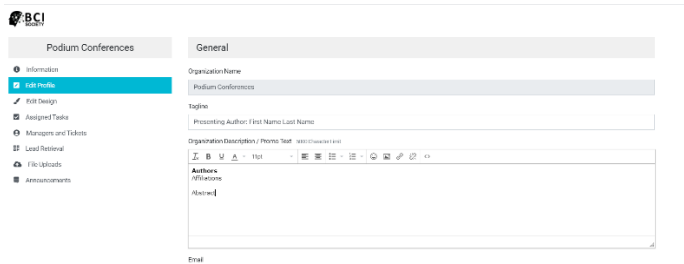 BCI
SOCIETY
Podium Conferences
Information
Edit Profile
Edit Design
Assigned Tasks
Managers and Tickets
Lead Retrieval
File Uploads
Announcements
General
Organization Name
Podium Conferences
Tagline
Presenting Author: First Name Last Name
Organization Description / Promo Text
B U A 11pt
Authors
Affiliations
Abstract
Email